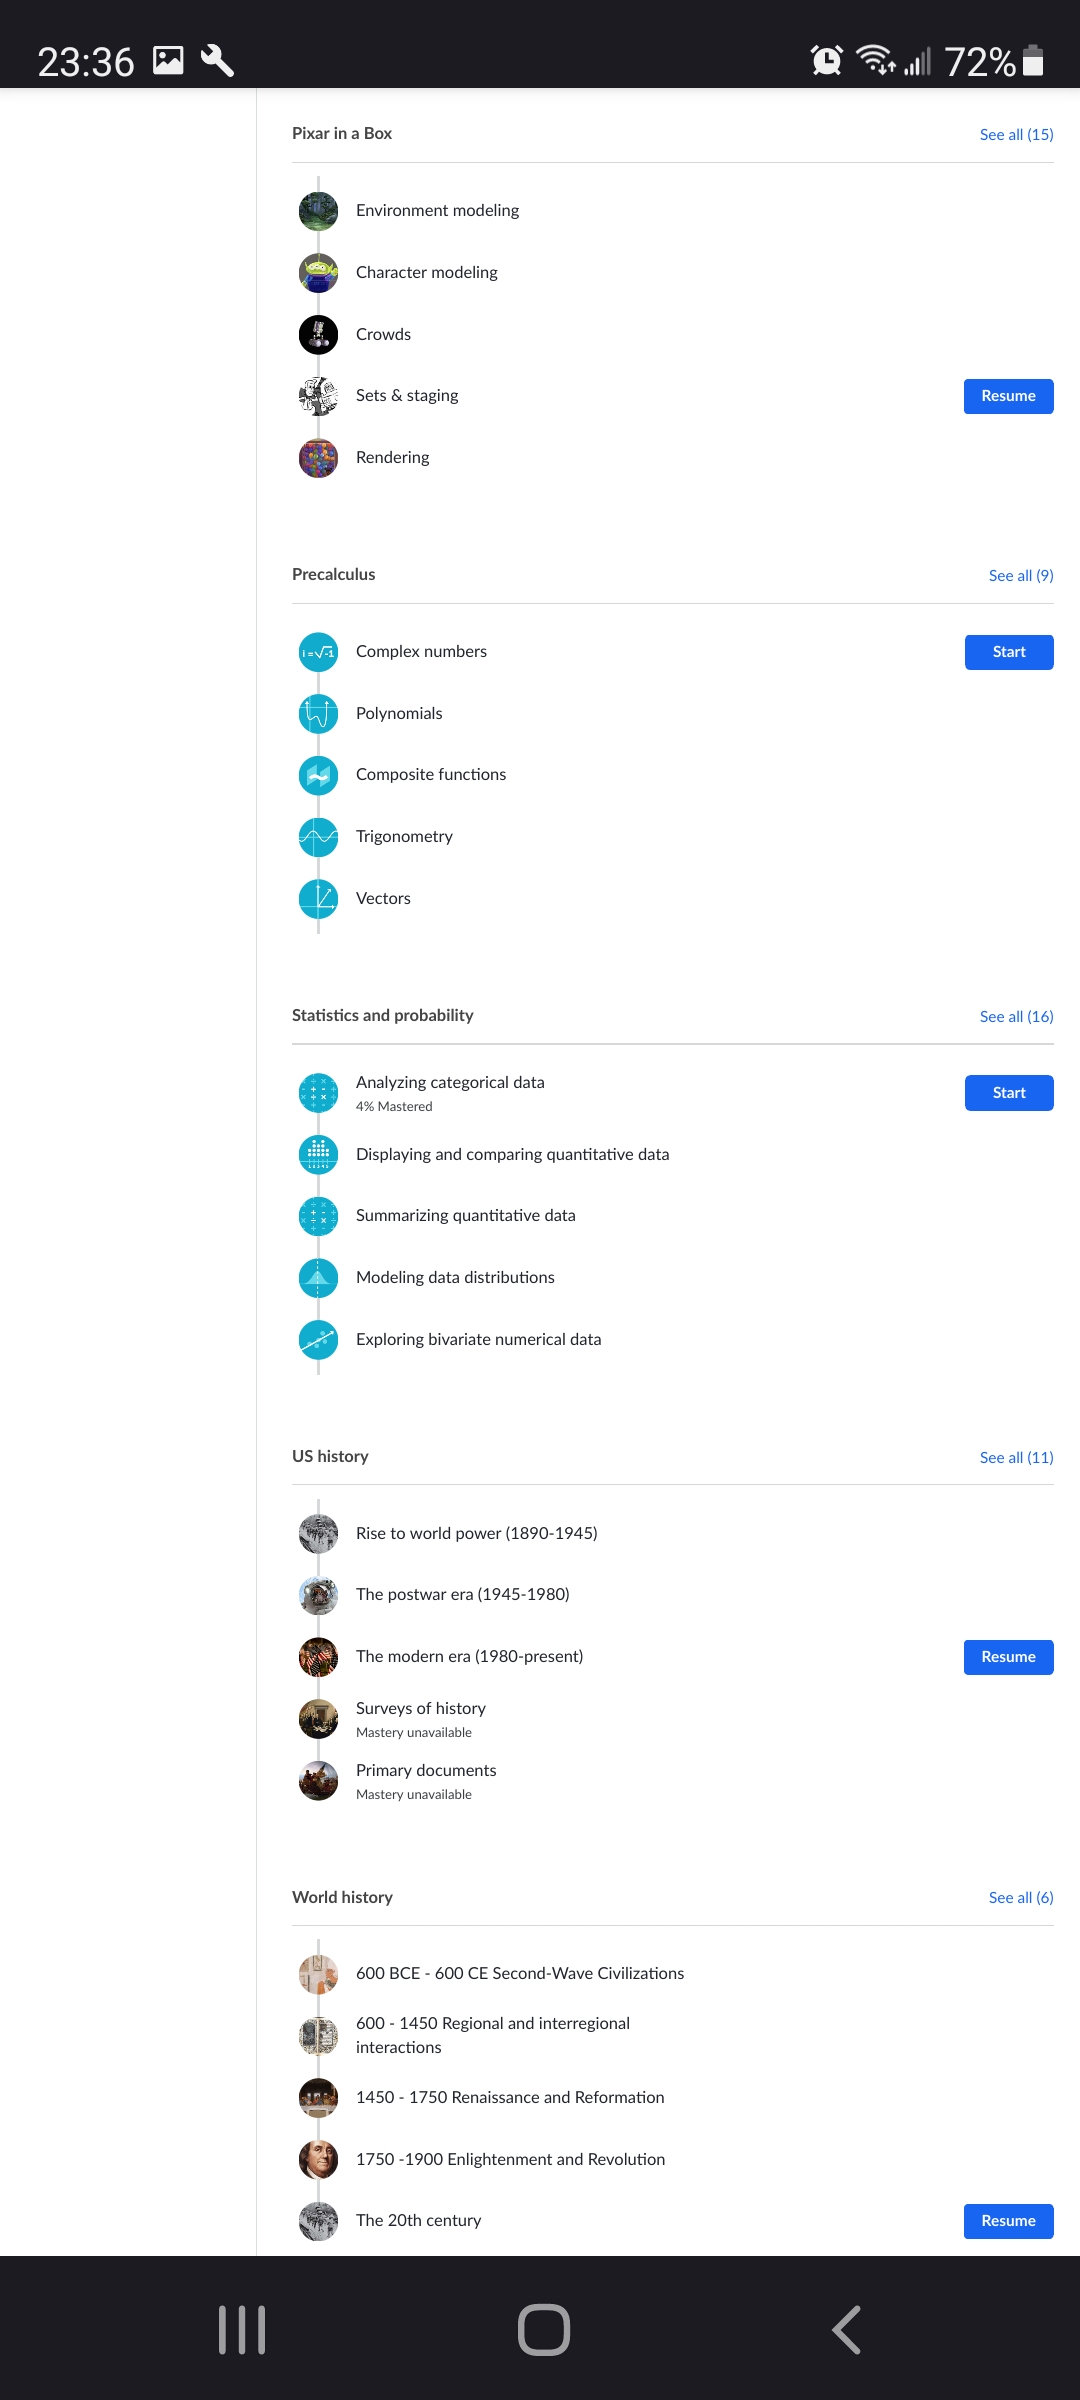 23:36
72%
Pixar in a Box
See all (15)
Environment modeling
Character modeling
Crowds
Sets & staging
Resume
Rendering
Precalculus
See all (9)
i=√-1
Complex numbers
Start
Polynomials
Composite functions
Trigonometry
Vectors
Statistics and probability
See all (16)
Analyzing categorical data
Start
4% Mastered
Displaying and comparing quantitative data
1 2 3 4 5
Summarizing quantitative data
Modeling data distributions
Exploring bivariate numerical data
US history
See all (11)
Rise to world power (1890-1945)
The postwar era (1945-1980)
The modern era (1980-present)
Resume
Surveys of history
Mastery unavailable
Primary documents
Mastery unavailable
World history
See all (6)
600 BCE - 600 CE Second-Wave Civilizations
600 - 1450 Regional and interregional
interactions
1450 - 1750 Renaissance and Reformation
1750 -1900 Enlightenment and Revolution
The 20th century
Resume